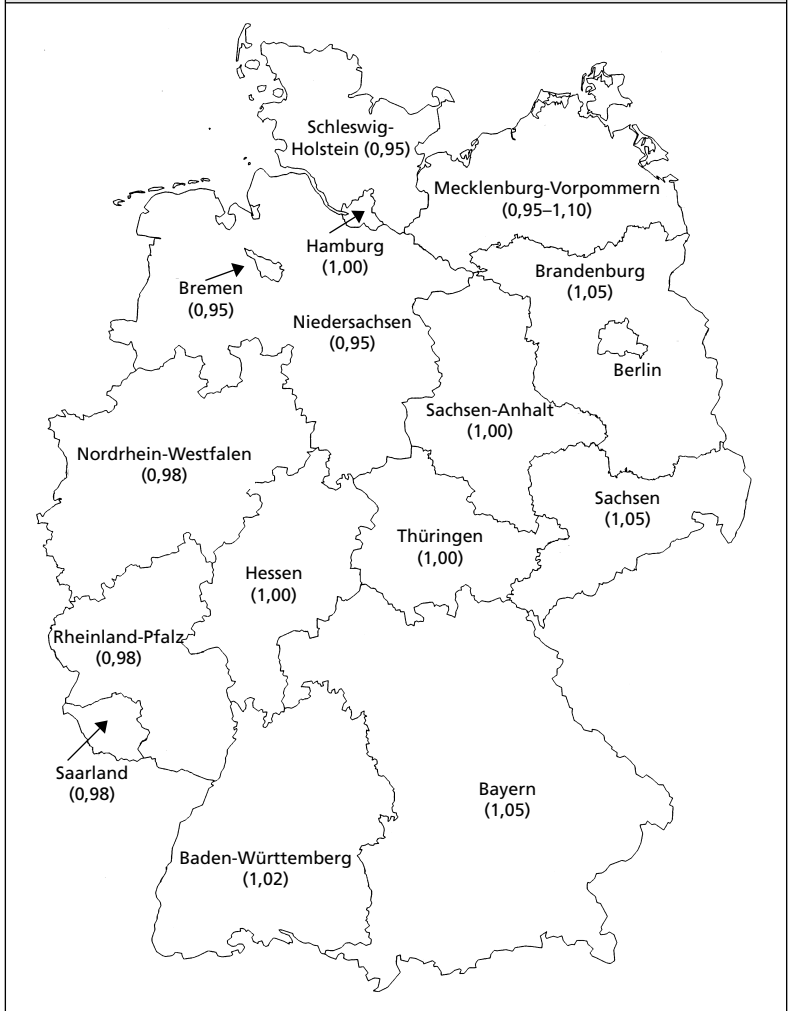 Schleswig-
Holstein (0,95)
Mecklenburg-Vorpommern
(0,95–1,10)
Hamburg
(1,00)
Bremen
(0,95)
Brandenburg
(1,05)
Niedersachsen
(0,95)
Berlin
Sachsen-Anhalt
(1,00)
Nordrhein-Westfalen
(0,98)
Sachsen
(1,05)
Thüringen
(1,00)
Hessen
(1,00)
Rheinland-Pfalz
(0,98)
Saarland
(0,98)
Bayern
(1,05)
Baden-Württemberg
(1,02)